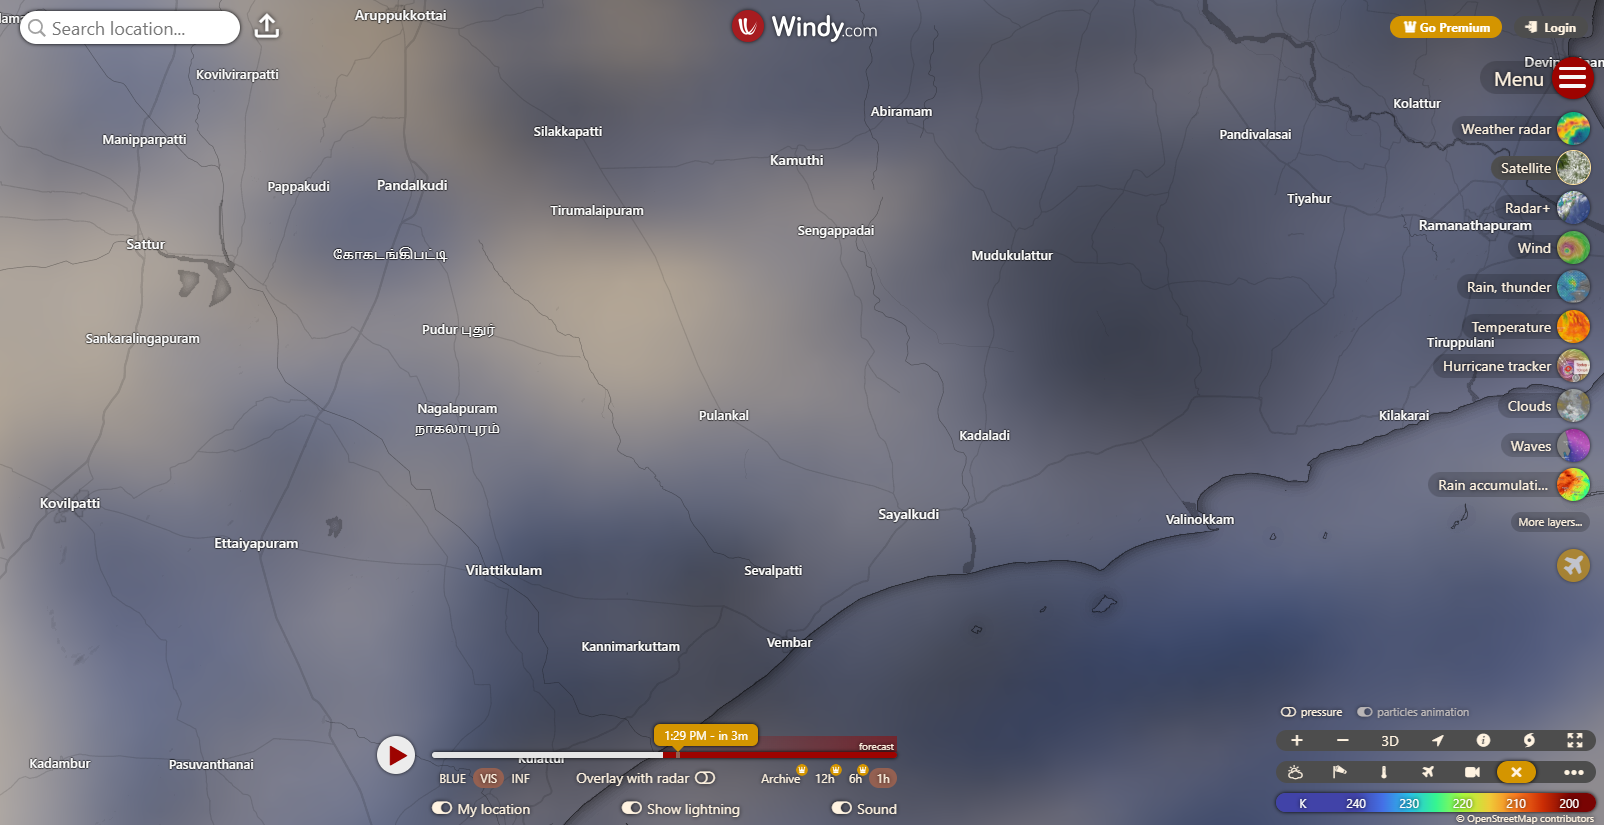 Search location...
Windy.com
Go Premium
Login
Menu
Weather radar
Satellite
Radar+
Wind
Rain, thunder
Temperature
Hurricane tracker
Clouds
Waves
Rain accumulati...
More layers...
Aruppukkottai
Kovilvirarpatti
Manipparpatti
Silakkapatti
Abiramam
Kolattur
Pandivalasai
Kamuthi
Pappakudi
Pandalkudi
Tirumalaipuram
Tiyahur
Sengappadai
Ramanathapuram
Sattur
கோகடங்கிபட்டி
Mudukulattur
Pudur புதூர்
Sankaralingapuram
Tiruppulani
Nagalapuram
நாகலாபுரம்
Pulankal
Kilakarai
Kadaladi
Kovilpatti
Sayalkudi
Valinokkam
Ettaiyapuram
Vilattikulam
Sevalpatti
Kannimarkuttam
Vembar
Kadambur
Pasuvanthanai
Kulattur
1:29 PM - in 3m
forecast
BLUE VIS INF
Overlay with radar
Archive 12h 6h 1h
My location
Show lightning
Sound
pressure
particles animation
3D
K 240 230 220 210 200
© OpenStreetMap contributors